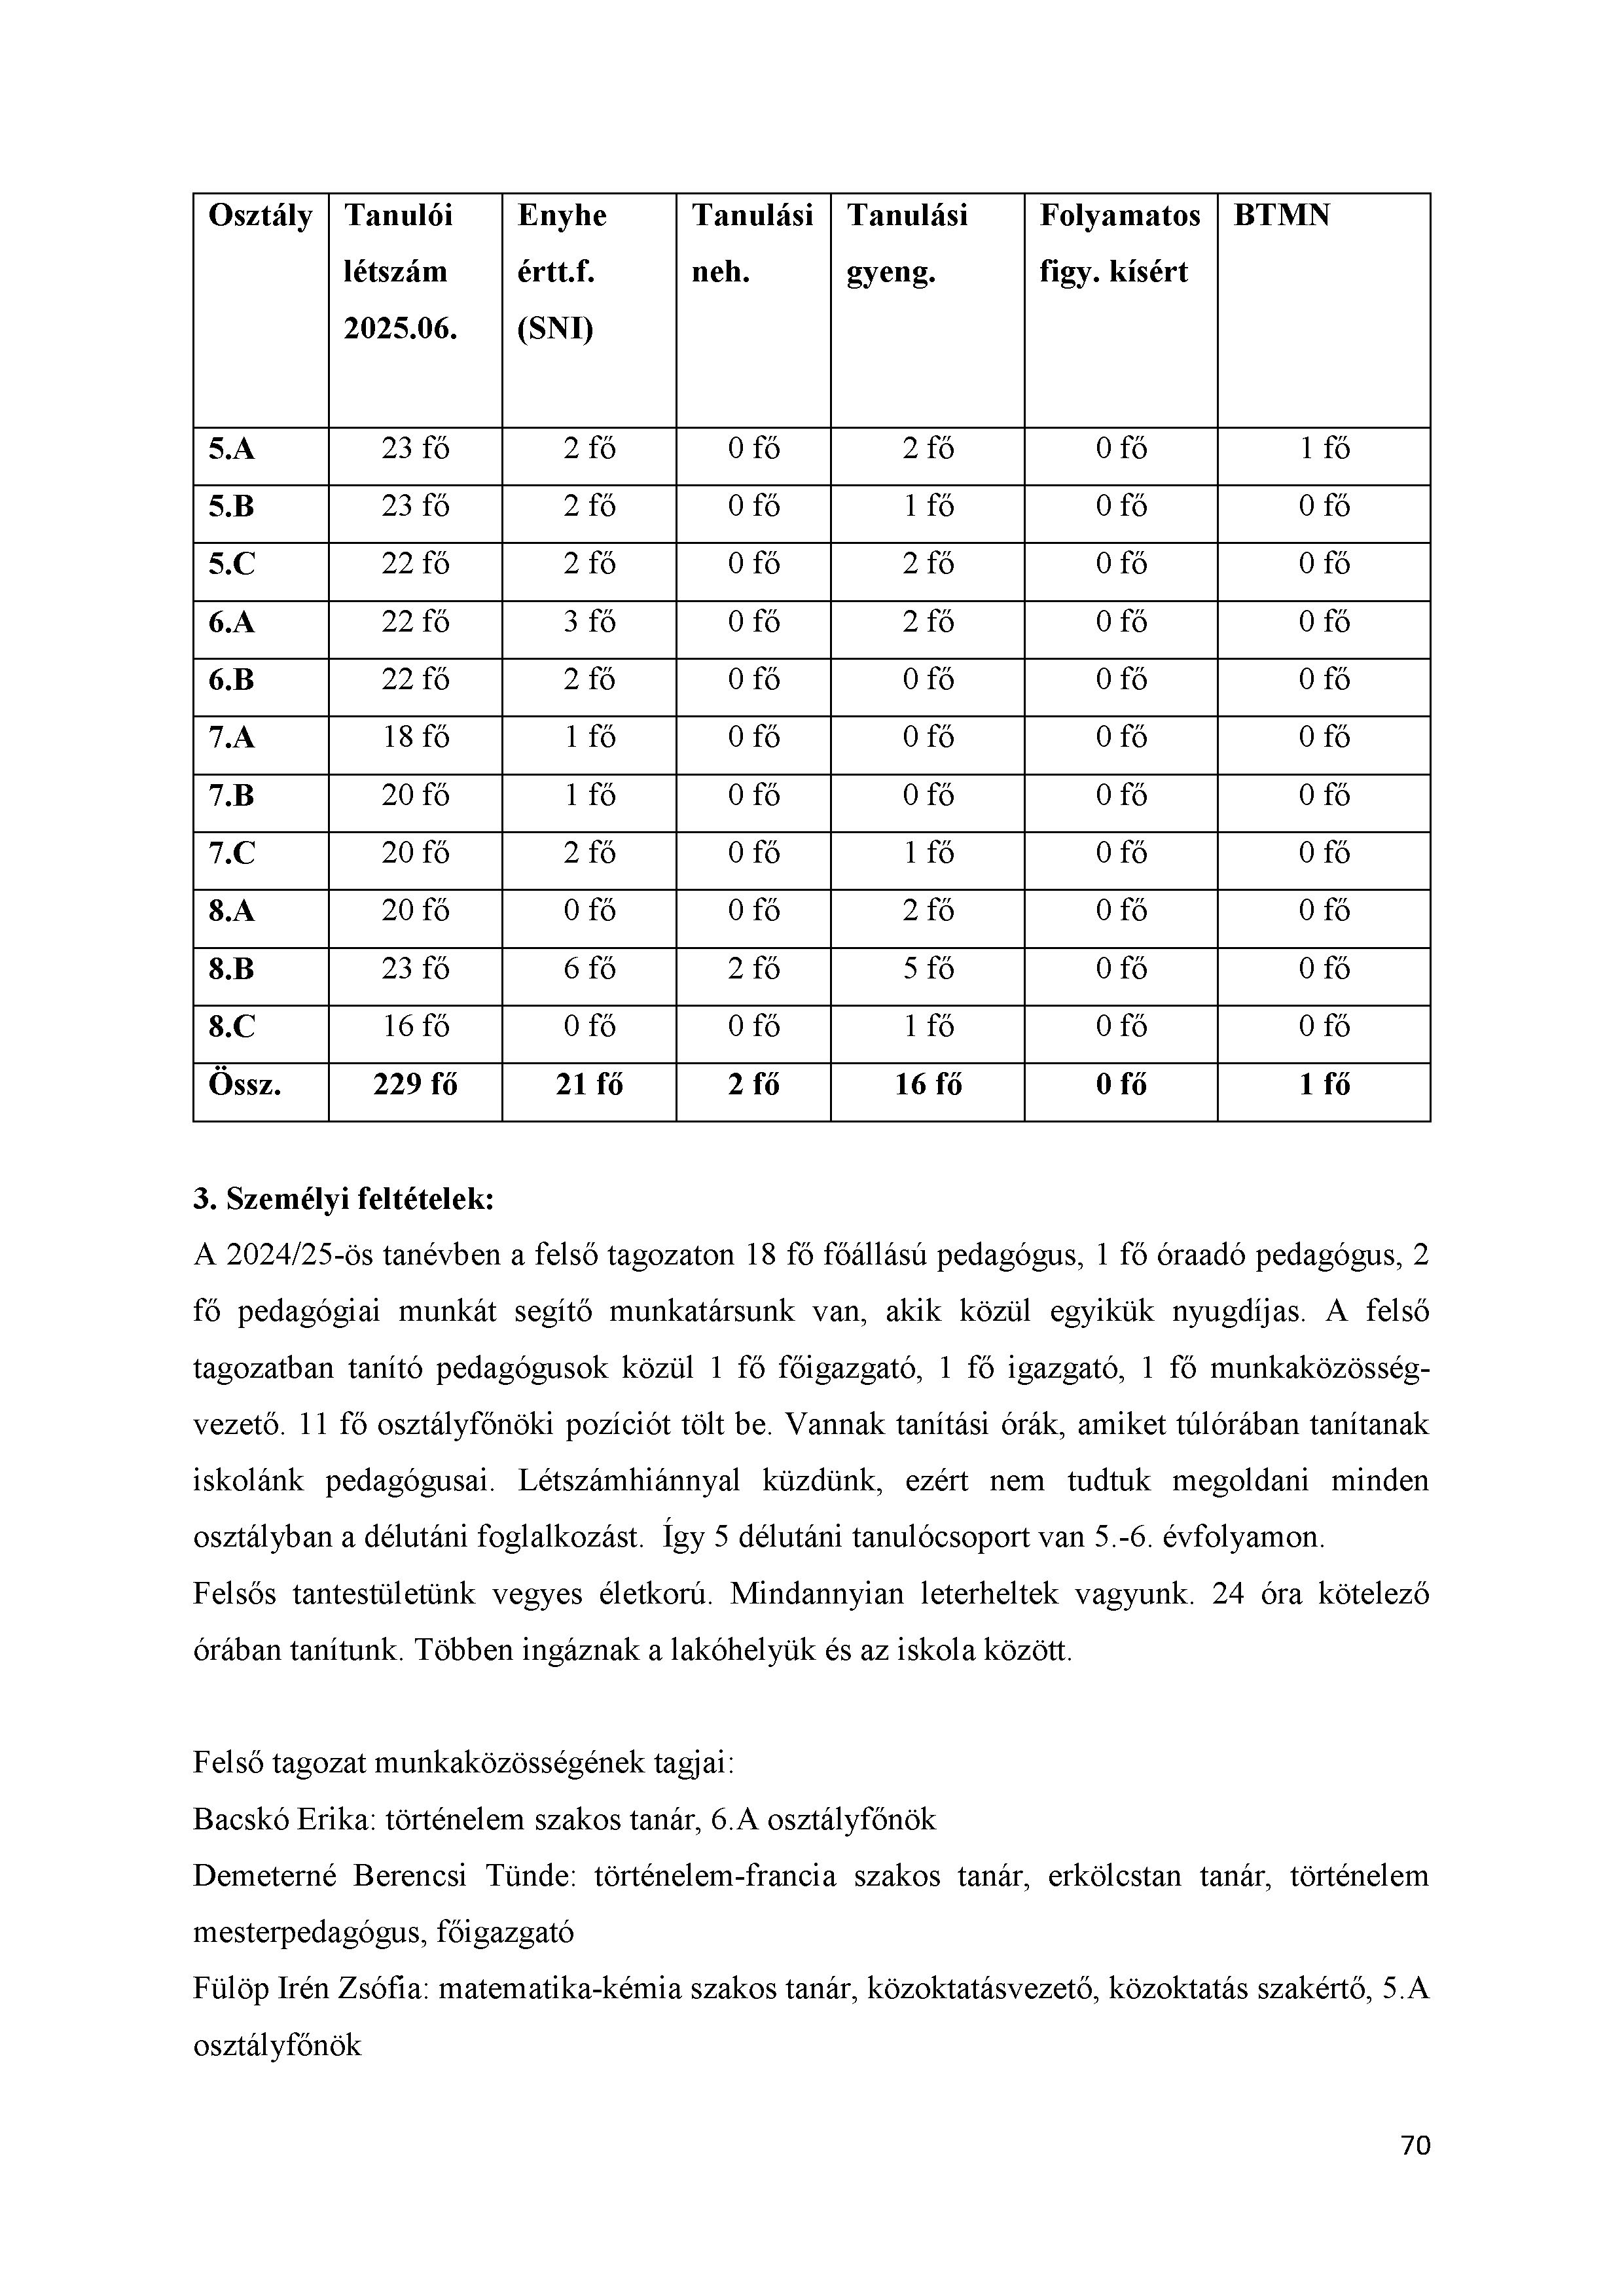 Osztály Tanulói létszám 2025.06. Enyhe értt.f. (SNI) Tanulási neh. Tanulási gyeng. Folyamatos figy. kísért BTMN
5.A 23 fő 2 fő 0 fő 2 fő 0 fő 1 fő
5.B 23 fő 2 fő 0 fő 1 fő 0 fő 0 fő
5.C 22 fő 2 fő 0 fő 2 fő 0 fő 0 fő
6.A 22 fő 3 fő 0 fő 2 fő 0 fő 0 fő
6.B 22 fő 2 fő 0 fő 0 fő 0 fő 0 fő
7.A 18 fő 1 fő 0 fő 0 fő 0 fő 0 fő
7.B 20 fő 1 fő 0 fő 0 fő 0 fő 0 fő
7.C 20 fő 2 fő 0 fő 1 fő 0 fő 0 fő
8.A 20 fő 0 fő 0 fő 2 fő 0 fő 0 fő
8.B 23 fő 6 fő 2 fő 5 fő 0 fő 0 fő
8.C 16 fő 0 fő 0 fő 1 fő 0 fő 0 fő
Össz. 229 fő 21 fő 2 fő 16 fő 0 fő 1 fő
3. Személyi feltételek:
A 2024/25-ös tanévben a felső tagozaton 18 fő főállású pedagógus, 1 fő óraadó pedagógus, 2
fő pedagógiai munkát segítő munkatársunk van, akik közül egyikük nyugdíjas. A felső
tagozatban tanító pedagógusok közül 1 fő főigazgató, 1 fő igazgató, 1 fő munkaközösség-
vezető. 11 fő osztályfőnöki pozíciót tölt be. Vannak tanítási órák, amiket túlórában tanítanak
iskolánk pedagógusai. Létszámhiánnyal küzdünk, ezért nem tudtuk megoldani minden
osztályban a délutáni foglalkozást. Így 5 délutáni tanulócsoport van 5.-6. évfolyamon.
Felsős tantestületünk vegyes életkorú. Mindannyian leterheltek vagyunk. 24 óra kötelező
órában tanítunk. Többen ingáznak a lakóhelyük és az iskola között.
Felső tagozat munkaközösségének tagjai:
Bacskó Erika: történelem szakos tanár, 6.A osztályfőnök
Demeterné Berencsi Tünde: történelem-francia szakos tanár, erkölcstan tanár, történelem
mesterpedagógus, főigazgató
Fülöp Irén Zsófia: matematika-kémia szakos tanár, közoktatásvezető, közoktatás szakértő, 5.A
osztályfőnök
70